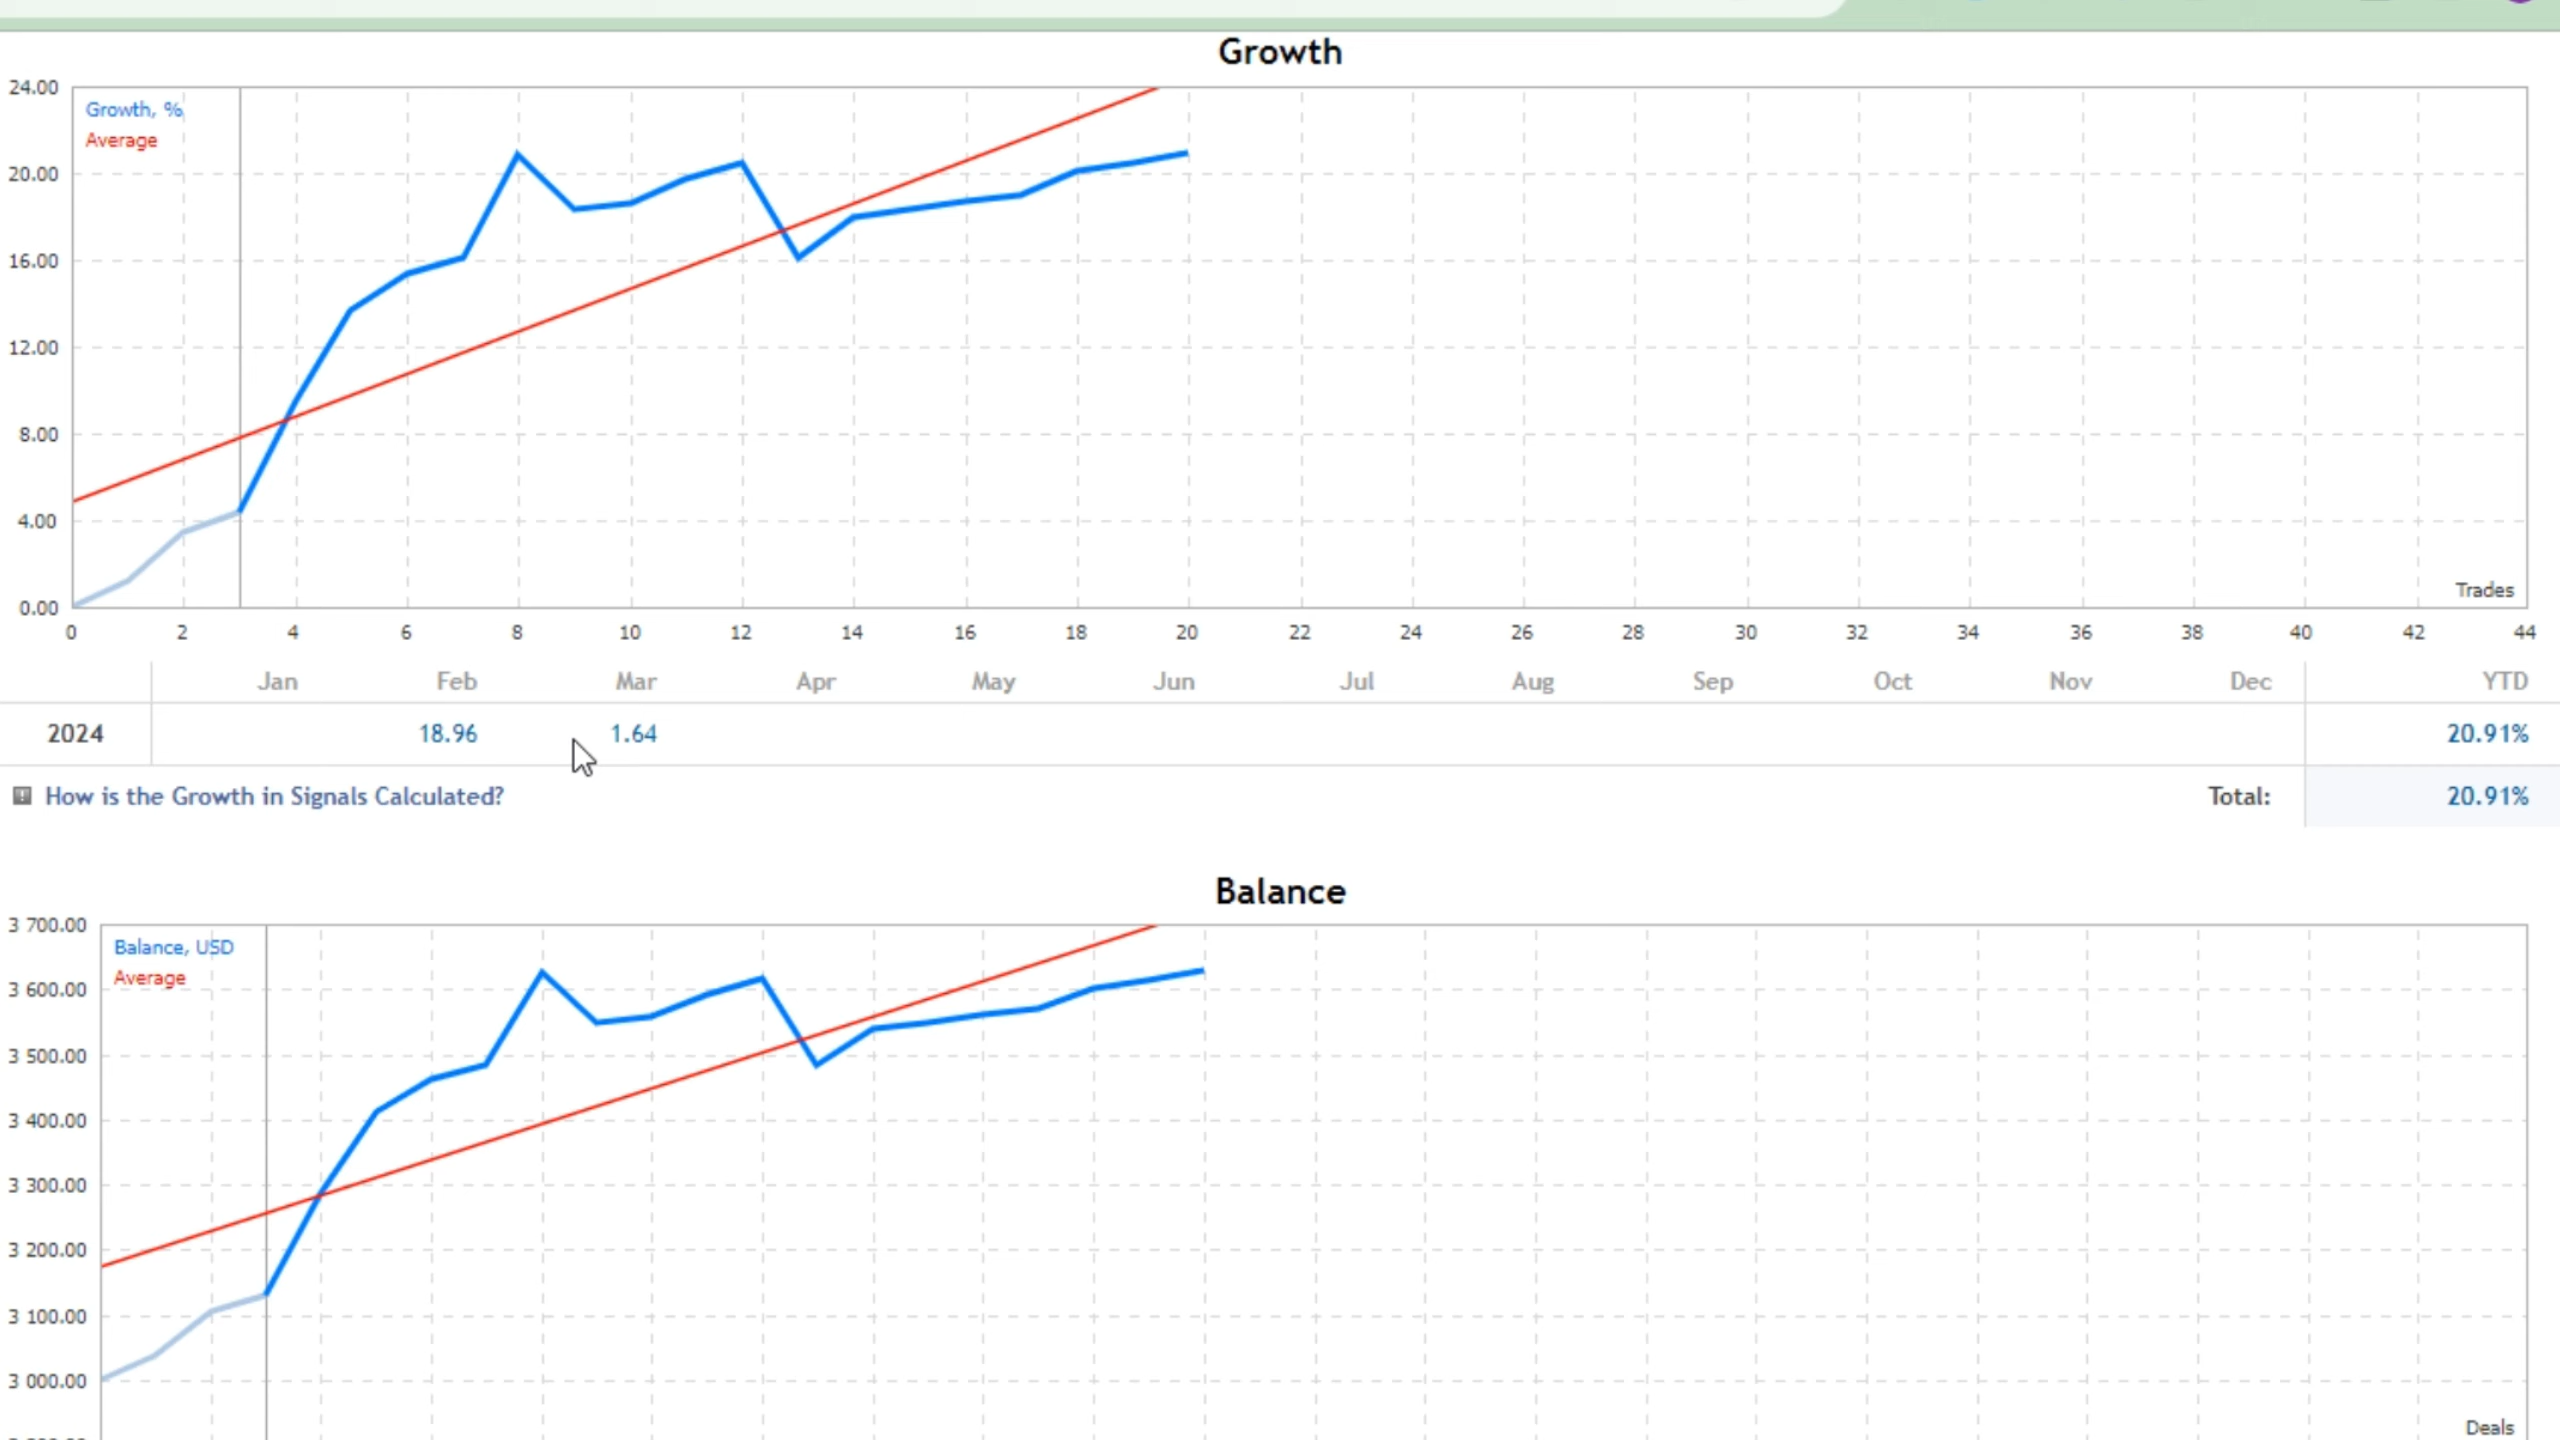 Growth
24.00
Growth, %
Average
20.00
16.00
12.00
8.00
4.00
0.00
Trades
0 2 4 6 8 10 12 14 16 18 20 22 24 26 28 30 32 34 36 38 40 42 44
Jan Feb Mar Apr May Jun Jul Aug Sep Oct Nov Dec YTD
2024 18.96 1.64 20.91%
How is the Growth in Signals Calculated? Total: 20.91%
Balance
3 700.00
Balance, USD
Average
3 600.00
3 500.00
3 400.00
3 300.00
3 200.00
3 100.00
3 000.00
Deals